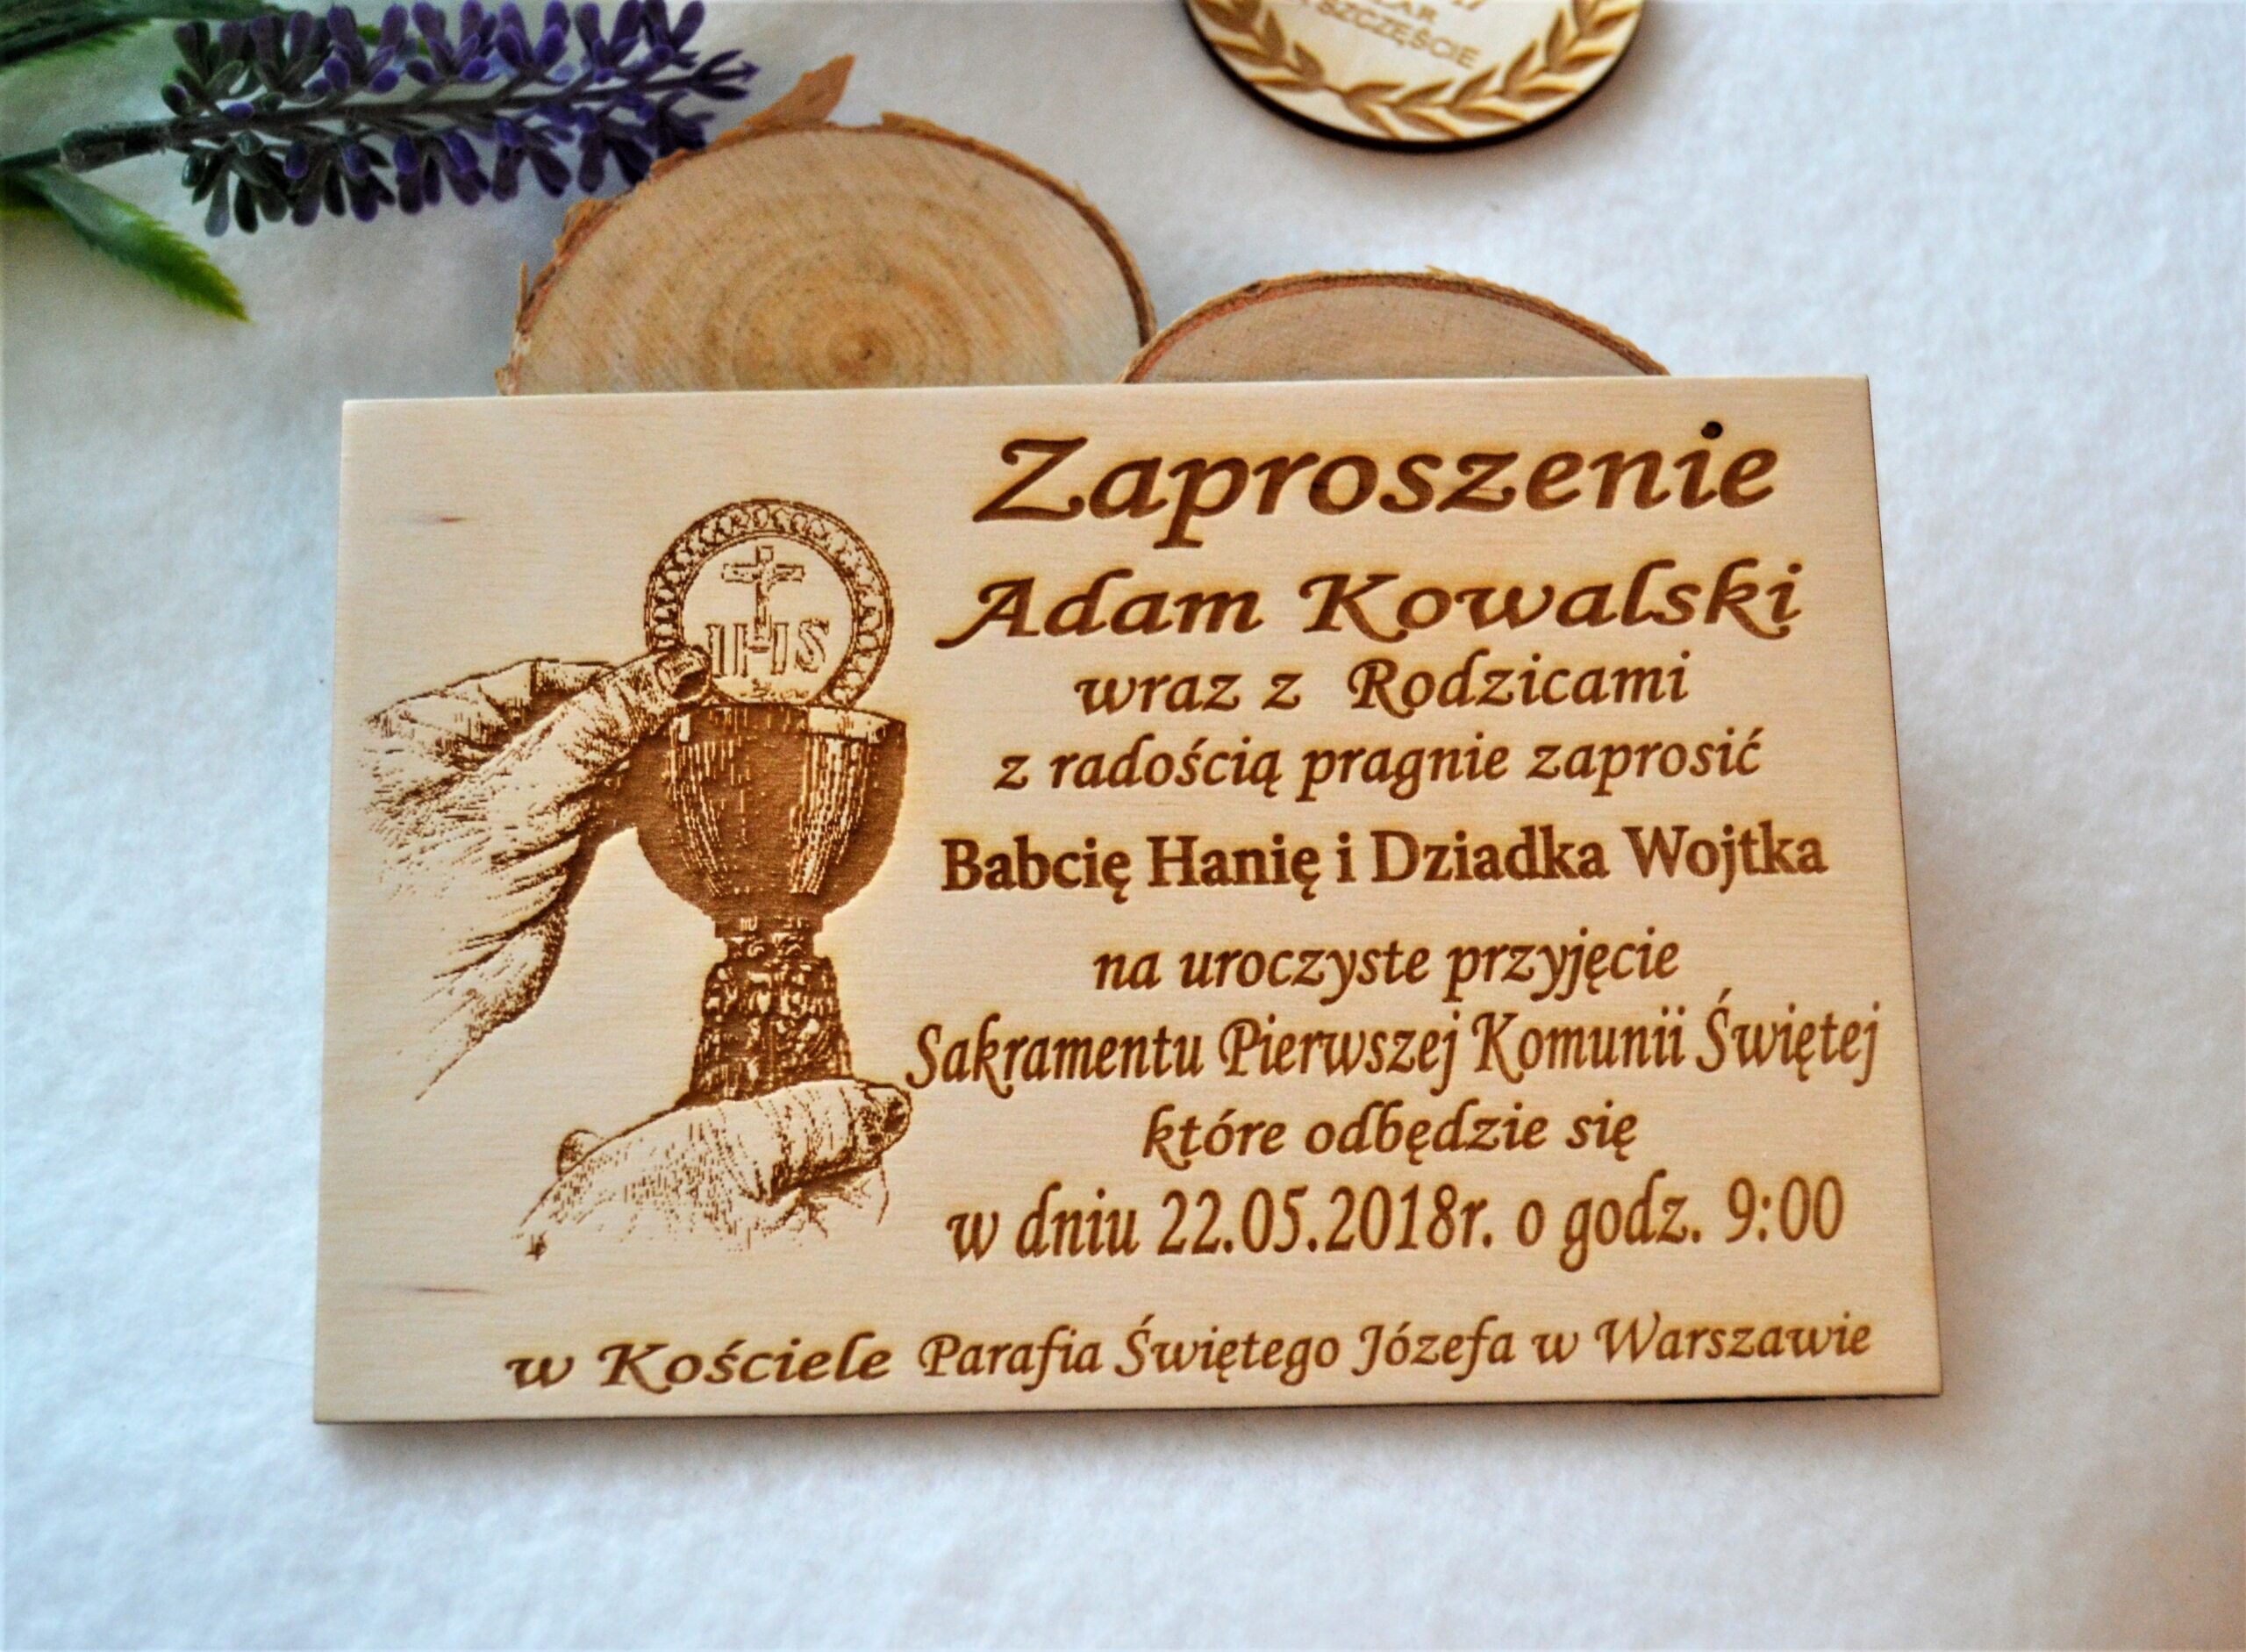 SZCZĘŚCIE
Zaproszenie
Adam Kowalski
wraz z Rodzicami
z radością pragnie zaprosić
Babcię Hanię i Dziadka Wojtka
na uroczyste przyjęcie
Sakramentu Pierwszej Komunii Świętej
które odbędzie się
w dniu 22.05.2018r. o godz. 9:00
w Kościele Parafia Świętego Józefa w Warszawie
IHS